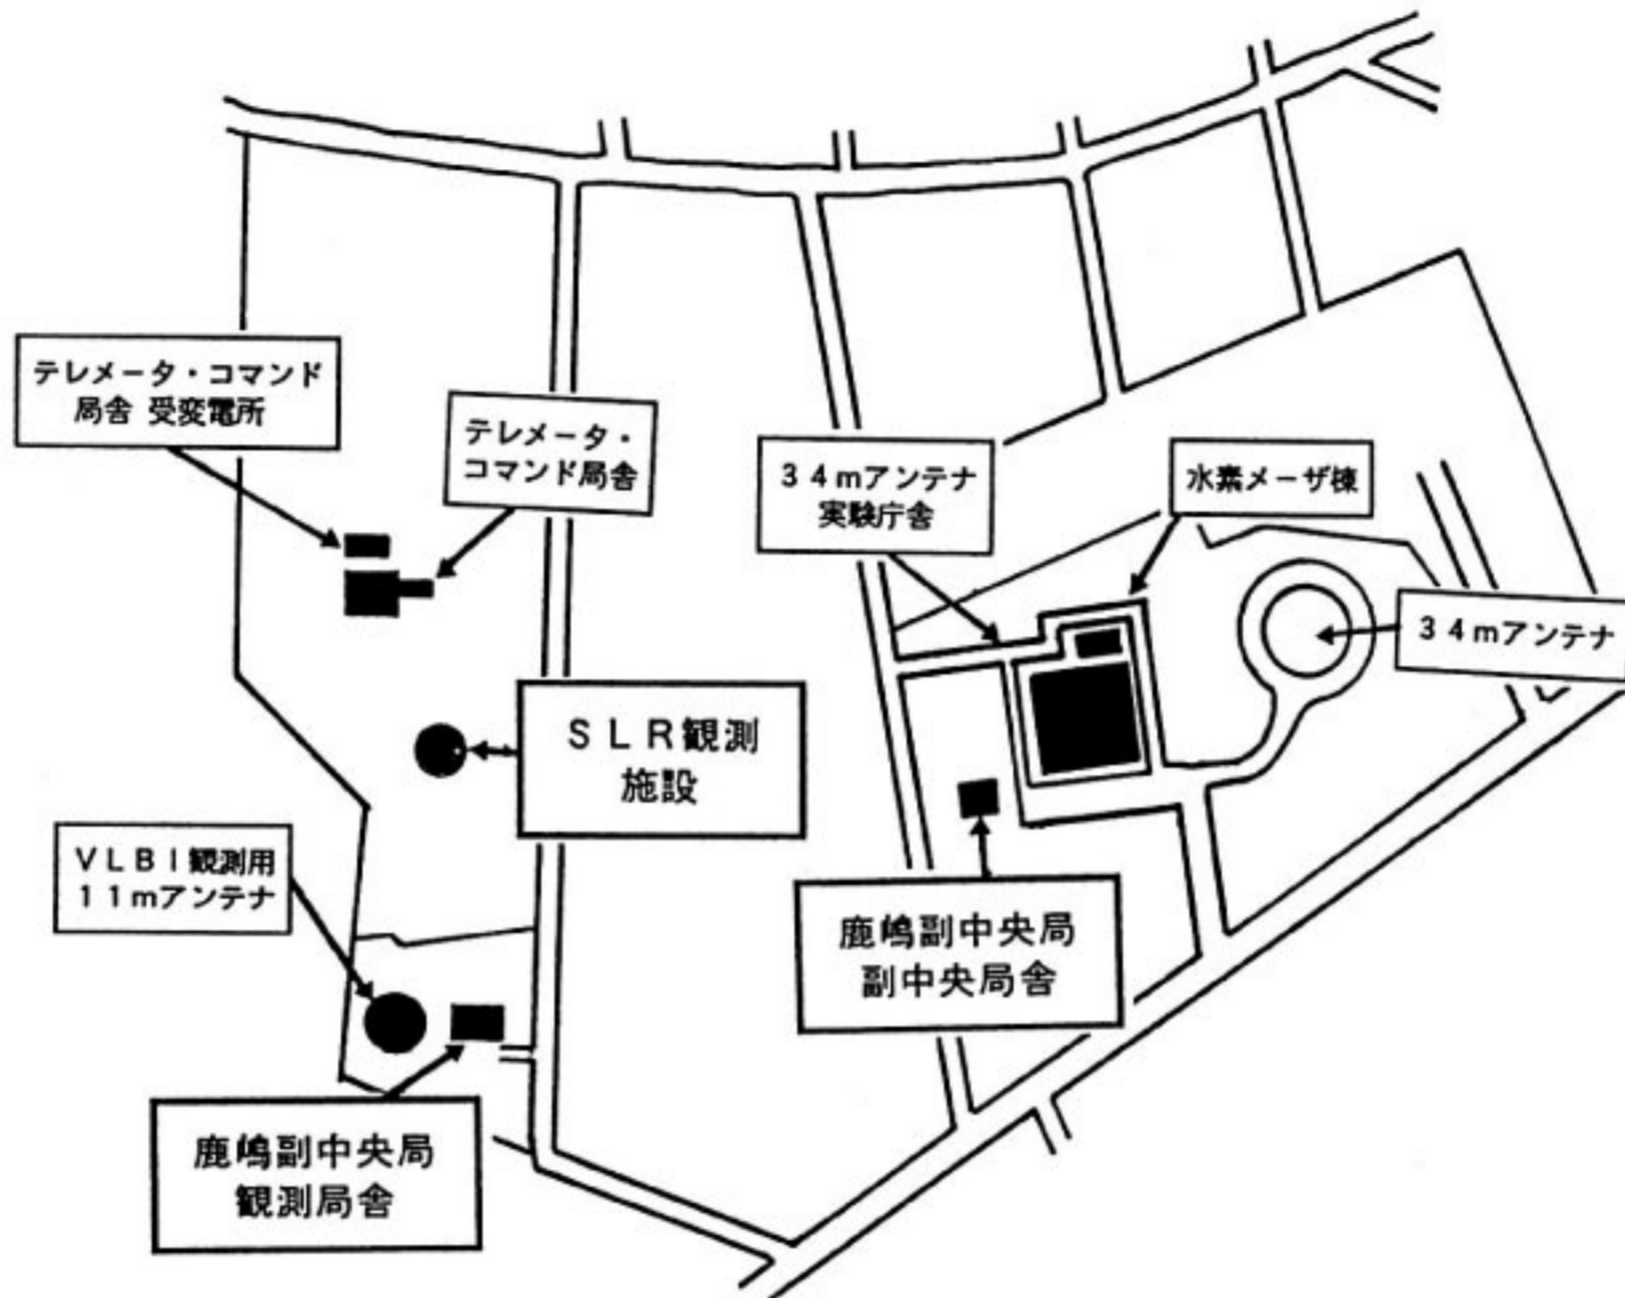 テレメータ・コマンド
局舎 受変電所
テレメータ・
コマンド局舎
34mアンテナ
実験庁舎
水素メーザ棟
34mアンテナ
SLR観測
施設
VLBI観測用
11mアンテナ
鹿嶋副中央局
副中央局舎
鹿嶋副中央局
観測局舎